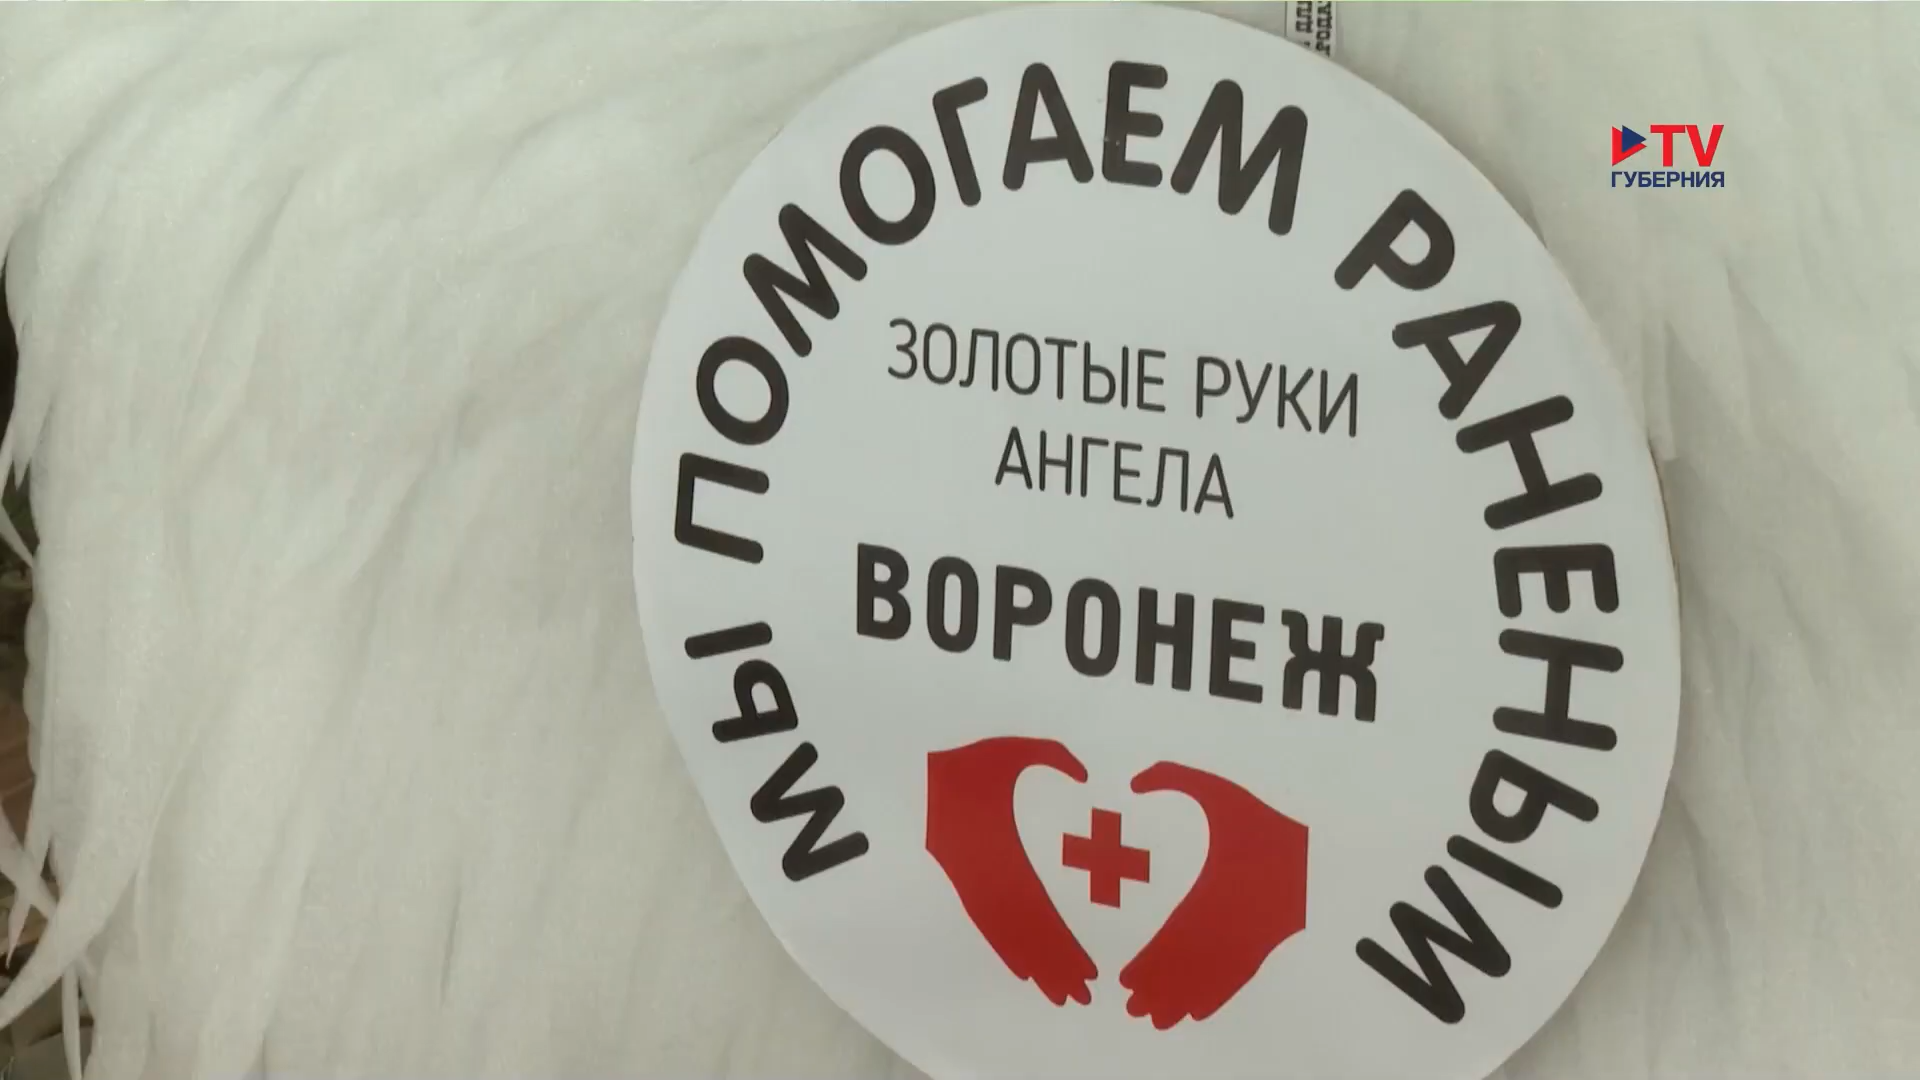 МЫ ПОМОГАЕМ РАНЕНЫМ
ЗОЛОТЫЕ РУКИ
АНГЕЛА
ВОРОНЕЖ
TV
ГУБЕРНИЯ